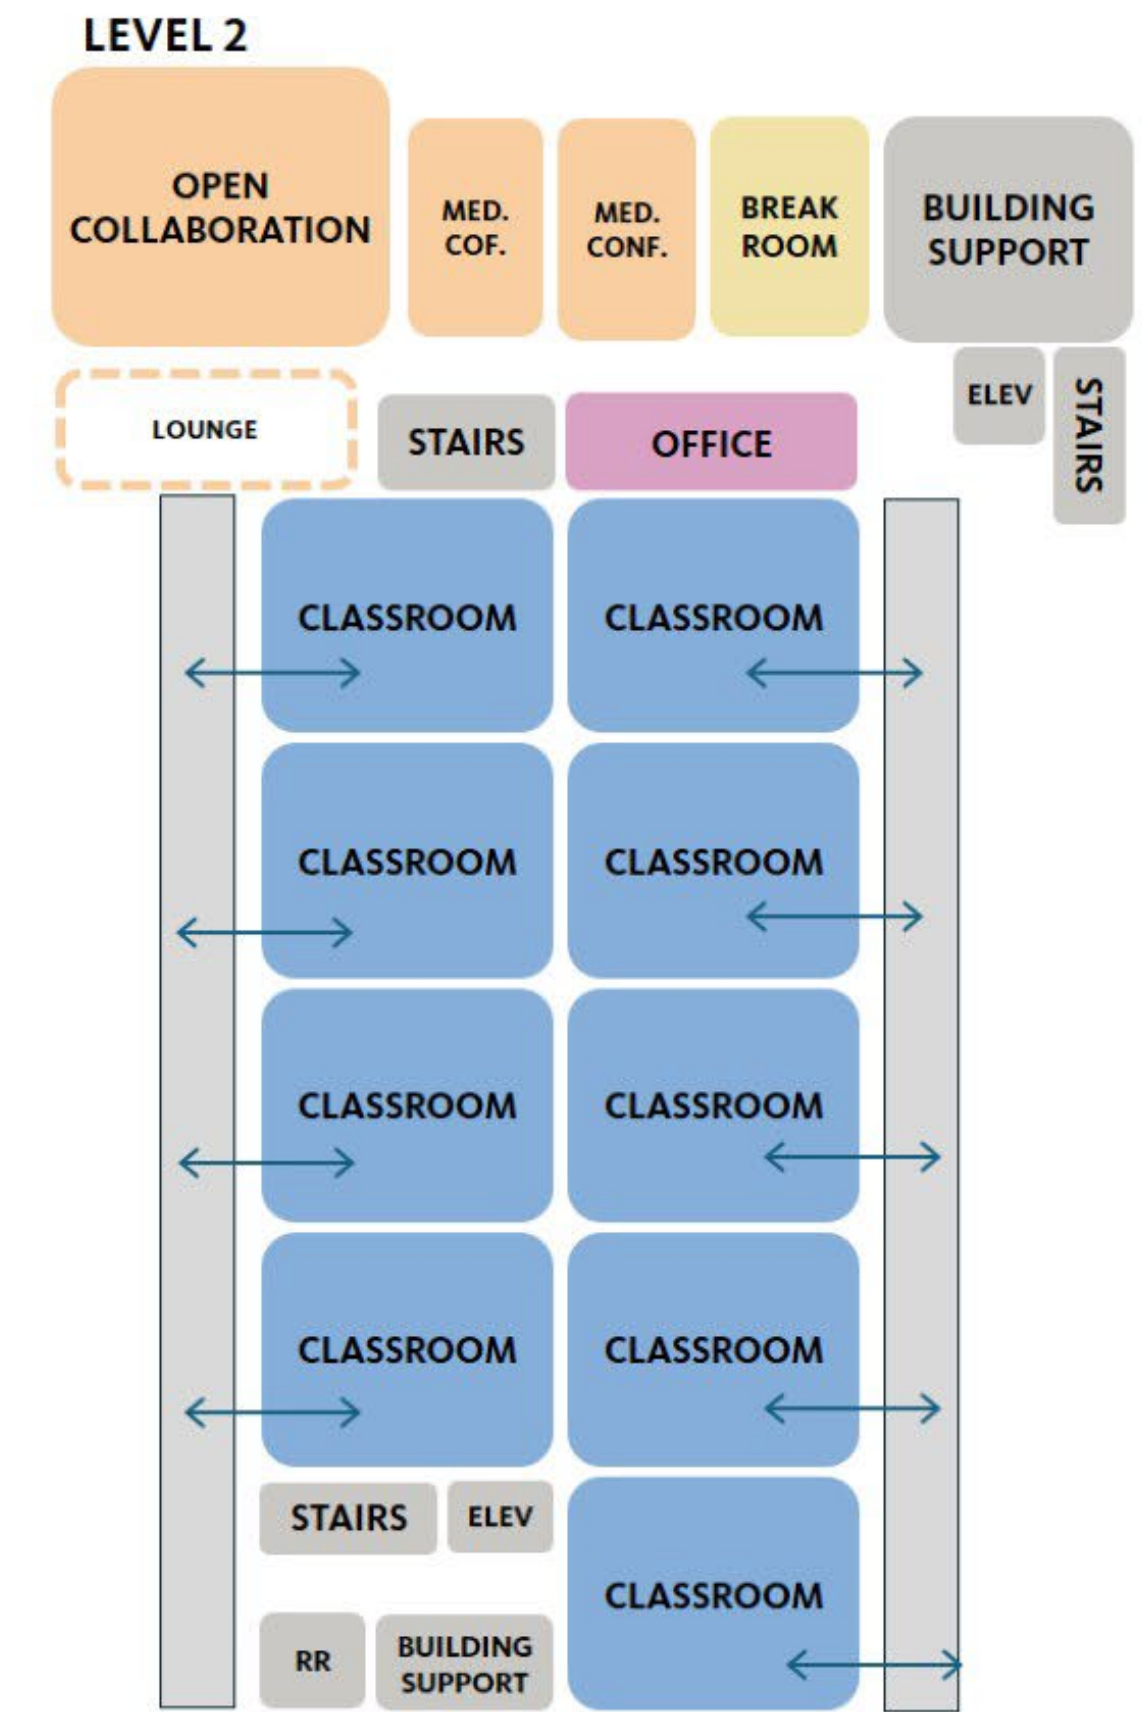 LEVEL 2
OPEN
COLLABORATION
MED.
COF.
MED.
CONF.
BREAK
ROOM
BUILDING
SUPPORT
ELEV
STAIRS
LOUNGE
STAIRS
OFFICE
CLASSROOM
CLASSROOM
CLASSROOM
CLASSROOM
CLASSROOM
CLASSROOM
CLASSROOM
CLASSROOM
STAIRS
ELEV
CLASSROOM
RR
BUILDING
SUPPORT